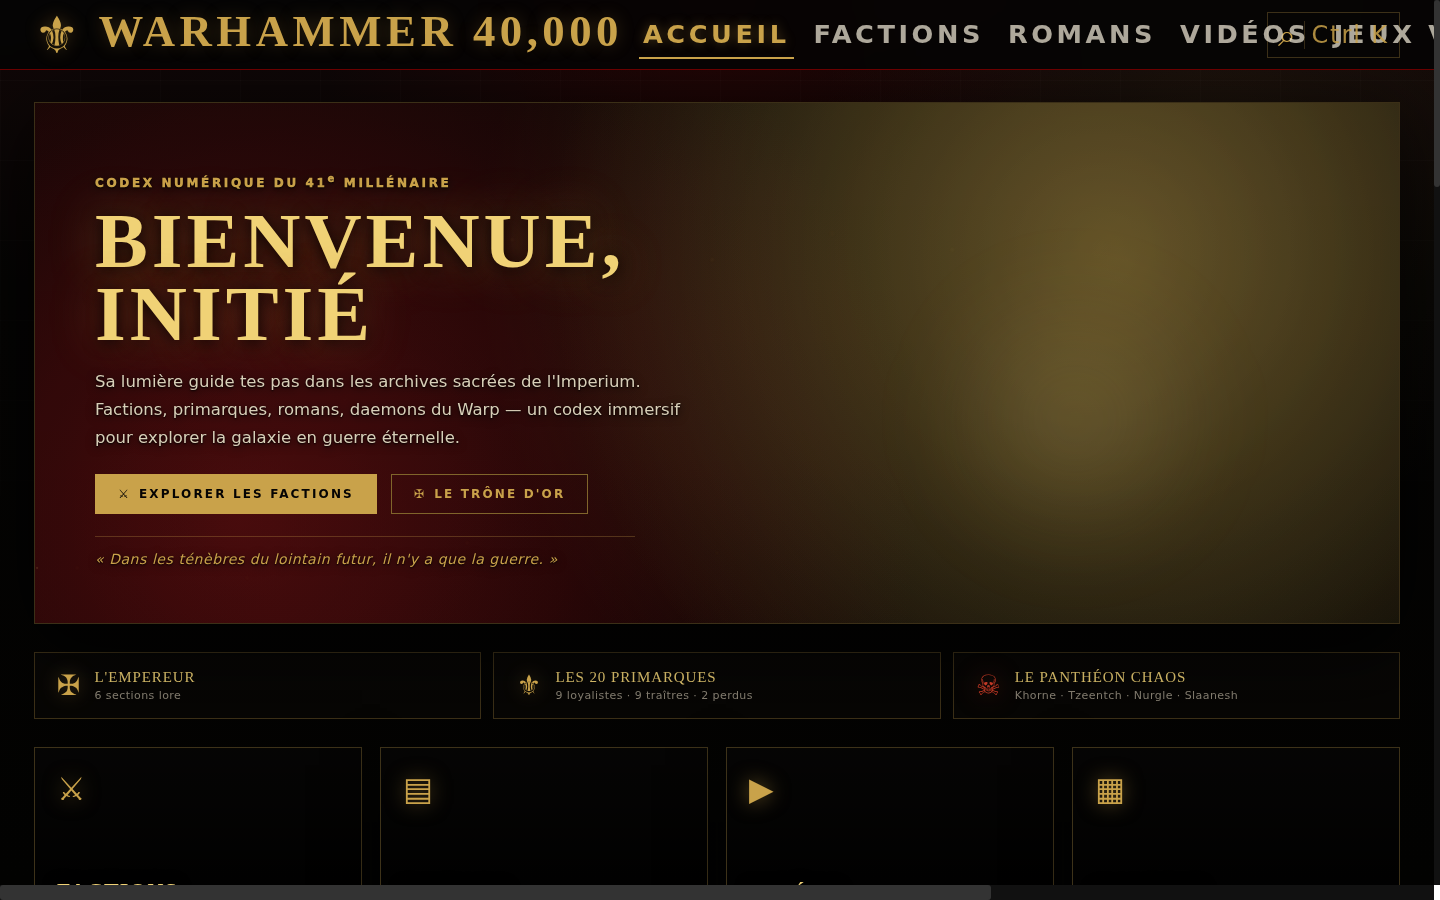 WARHAMMER 40,000
ACCUEIL FACTIONS ROMANS VIDÉOS JEUX
Ctrl K
CODEX NUMÉRIQUE DU 41e MILLÉNAIRE
BIENVENUE,
INITIÉ
Sa lumière guide tes pas dans les archives sacrées de l'Imperium.
Factions, primarques, romans, daemons du Warp — un codex immersif
pour explorer la galaxie en guerre éternelle.
EXPLORER LES FACTIONS
LE TRÔNE D'OR
« Dans les ténèbres du lointain futur, il n'y a que la guerre. »
L'EMPEREUR
6 sections lore
LES 20 PRIMARQUES
9 loyalistes · 9 traîtres · 2 perdus
LE PANTHÉON CHAOS
Khorne · Tzeentch · Nurgle · Slaanesh